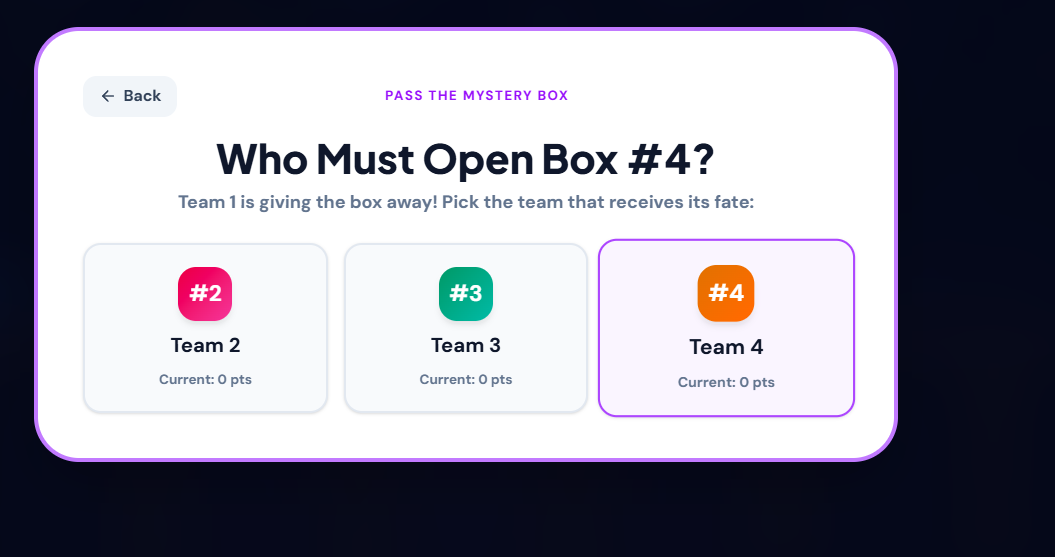 ← Back
PASS THE MYSTERY BOX
Who Must Open Box #4?
Team 1 is giving the box away! Pick the team that receives its fate:
#2
Team 2
Current: 0 pts
#3
Team 3
Current: 0 pts
#4
Team 4
Current: 0 pts